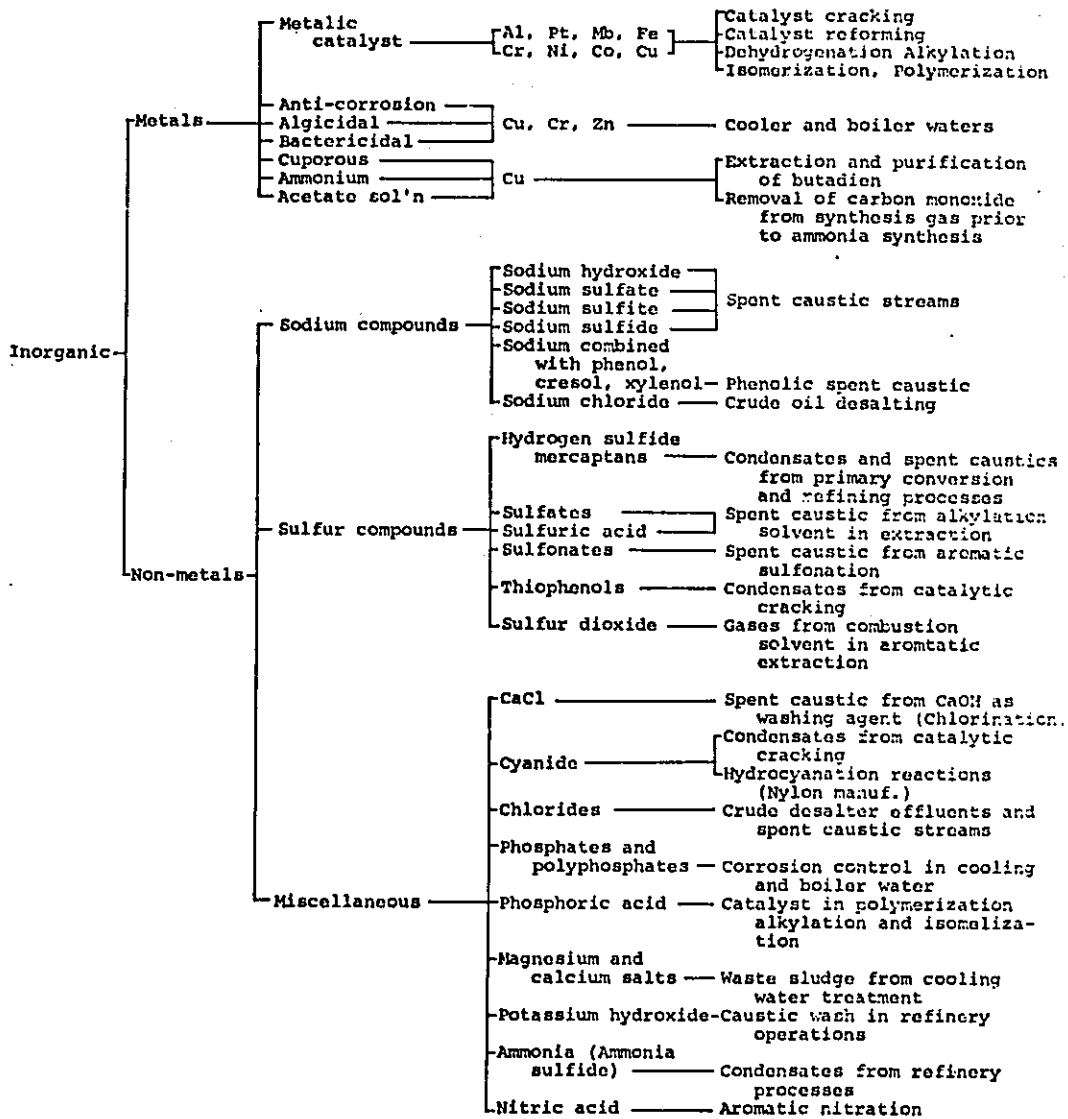 Metalic
catalyst
Al, Pt, Mb, Fe
Cr, Ni, Co, Cu
Catalyst cracking
Catalyst reforming
Dehydrogenation Alkylation
Isomerization, Polymerization
Metals
Anti-corrosion
Algicidal
Bactericidal
Cu, Cr, Zn
Cooler and boiler waters
Cuporous
Ammonium
Acetate sol'n
Cu
Extraction and purification
of butadien
Removal of carbon monoxide
from synthesis gas prior
to ammonia synthesis
Inorganic
Non-metals
Sodium compounds
Sodium hydroxide
Sodium sulfate
Sodium sulfite
Sodium sulfide
Spent caustic streams
Sodium combined
with phenol,
cresol, xylenol
Phenolic spent caustic
Sodium chloride
Crude oil desalting
Sulfur compounds
Hydrogen sulfide
mercaptans
Condensates and spent caustics
from primary conversion
and refining processes
Sulfates
Sulfuric acid
Spent caustic from alkylation
solvent in extraction
Sulfonates
Spent caustic from aromatic
sulfonation
Thiophenols
Condensates from catalytic
cracking
Sulfur dioxide
Gases from combustion
solvent in aromtatic
extraction
Miscellaneous
CaCl
Spent caustic from CaOH as
washing agent (Chlorination.
Cyanide
Condensates from catalytic
cracking
Hydrocyanation reactions
(Nylon manuf.)
Chlorides
Crude desalter effluents and
spent caustic streams
Phosphates and
polyphosphates
Corrosion control in cooling
and boiler water
Phosphoric acid
Catalyst in polymerization
alkylation and isomeliza-
tion
Magnesium and
calcium salts
Waste sludge from cooling
water treatment
Potassium hydroxide
Caustic wash in refinery
operations
Ammonia (Ammonia
sulfide)
Condensates from refinery
processes
Nitric acid
Aromatic nitration